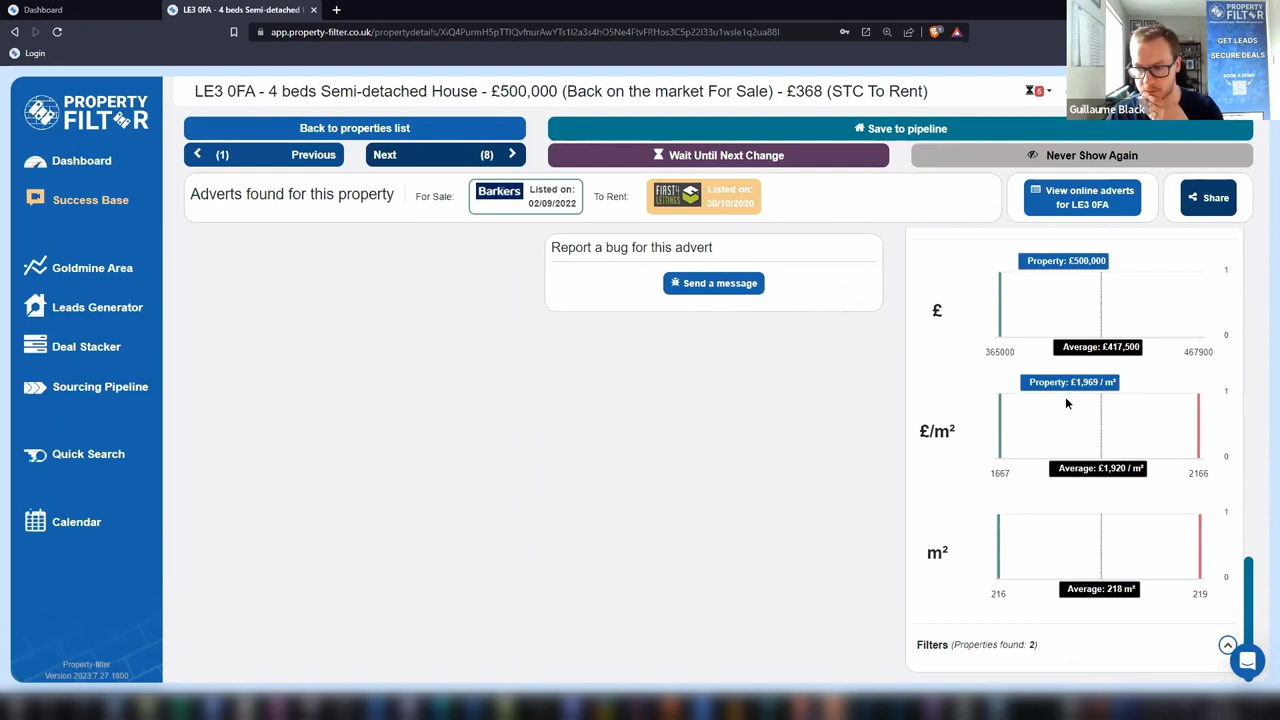 Dashboard
LE3 0FA - 4 beds Semi-detached
app.property-filter.co.uk/propertydetails/
Login
PROPERTY FILTER
GET LEADS
SECURE DEALS
BOOK A DEMO
Guillaume Black
PROPERTY
FILTER
LE3 0FA - 4 beds Semi-detached House - £500,000 (Back on the market For Sale) - £368 (STC To Rent)
5
Back to properties list
Save to pipeline
(1) Previous
Next (8)
Wait Until Next Change
Never Show Again
Adverts found for this property
For Sale:
Barkers
Listed on:
02/09/2022
To Rent:
FIRST4
LETTINGS
Listed on:
30/10/2020
View online adverts
for LE3 0FA
Share
Dashboard
Success Base
Goldmine Area
Leads Generator
Deal Stacker
Sourcing Pipeline
Quick Search
Calendar
Property-filter
Version 2023.7.27.1800
Report a bug for this advert
Send a message
Property: £500,000
1
£
0
Average: £417,500
365000
467900
Property: £1,969 / m²
1
£/m²
0
Average: £1,920 / m²
1667
2166
1
m²
0
Average: 218 m²
216
219
Filters (Properties found: 2)